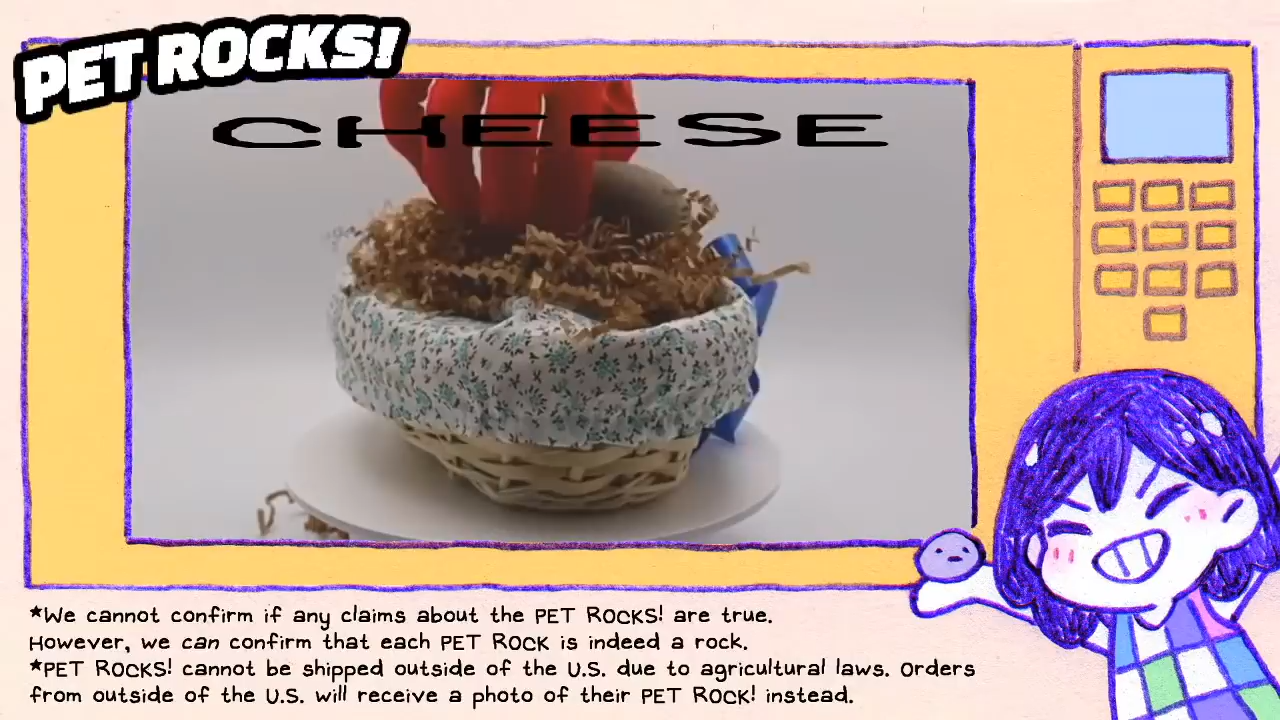 PET ROCKS!
CHEESE
*We cannot confirm if any claims about the PET ROCKS! are true.
However, we can confirm that each PET ROCK is indeed a rock.
*PET ROCKS! cannot be shipped outside of the U.S. due to agricultural laws. Orders
from outside of the U.S. will receive a photo of their PET ROCK! instead.